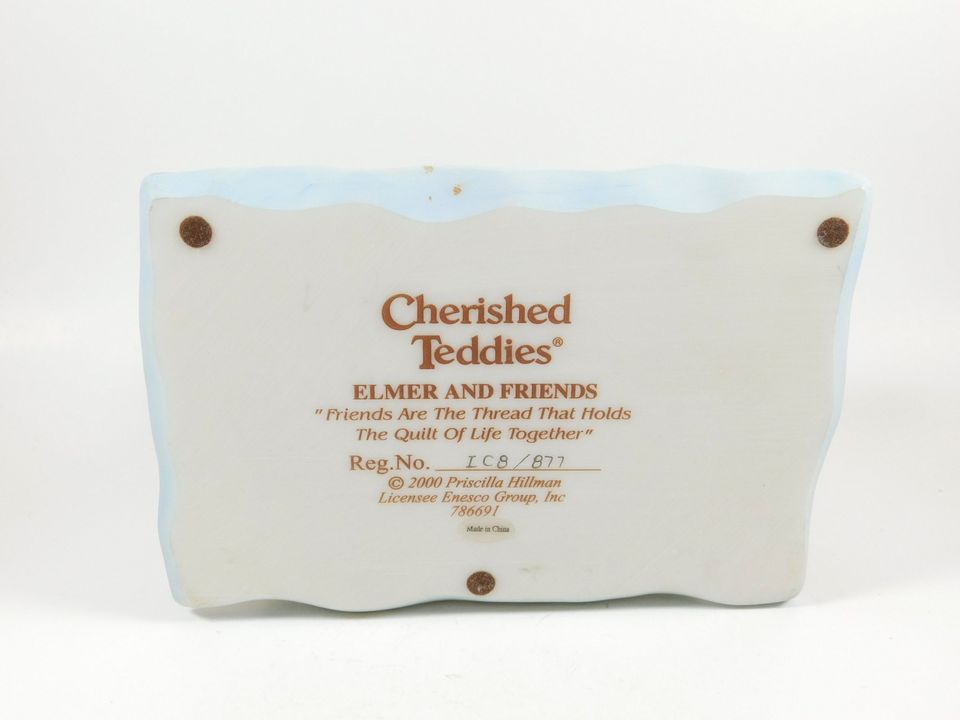 Cherished
Teddies®
ELMER AND FRIENDS
"Friends Are The Thread That Holds
The Quilt Of Life Together"
Reg.No. IC8/877
© 2000 Priscilla Hillman
Licensee Enesco Group, Inc
786691
Made in China